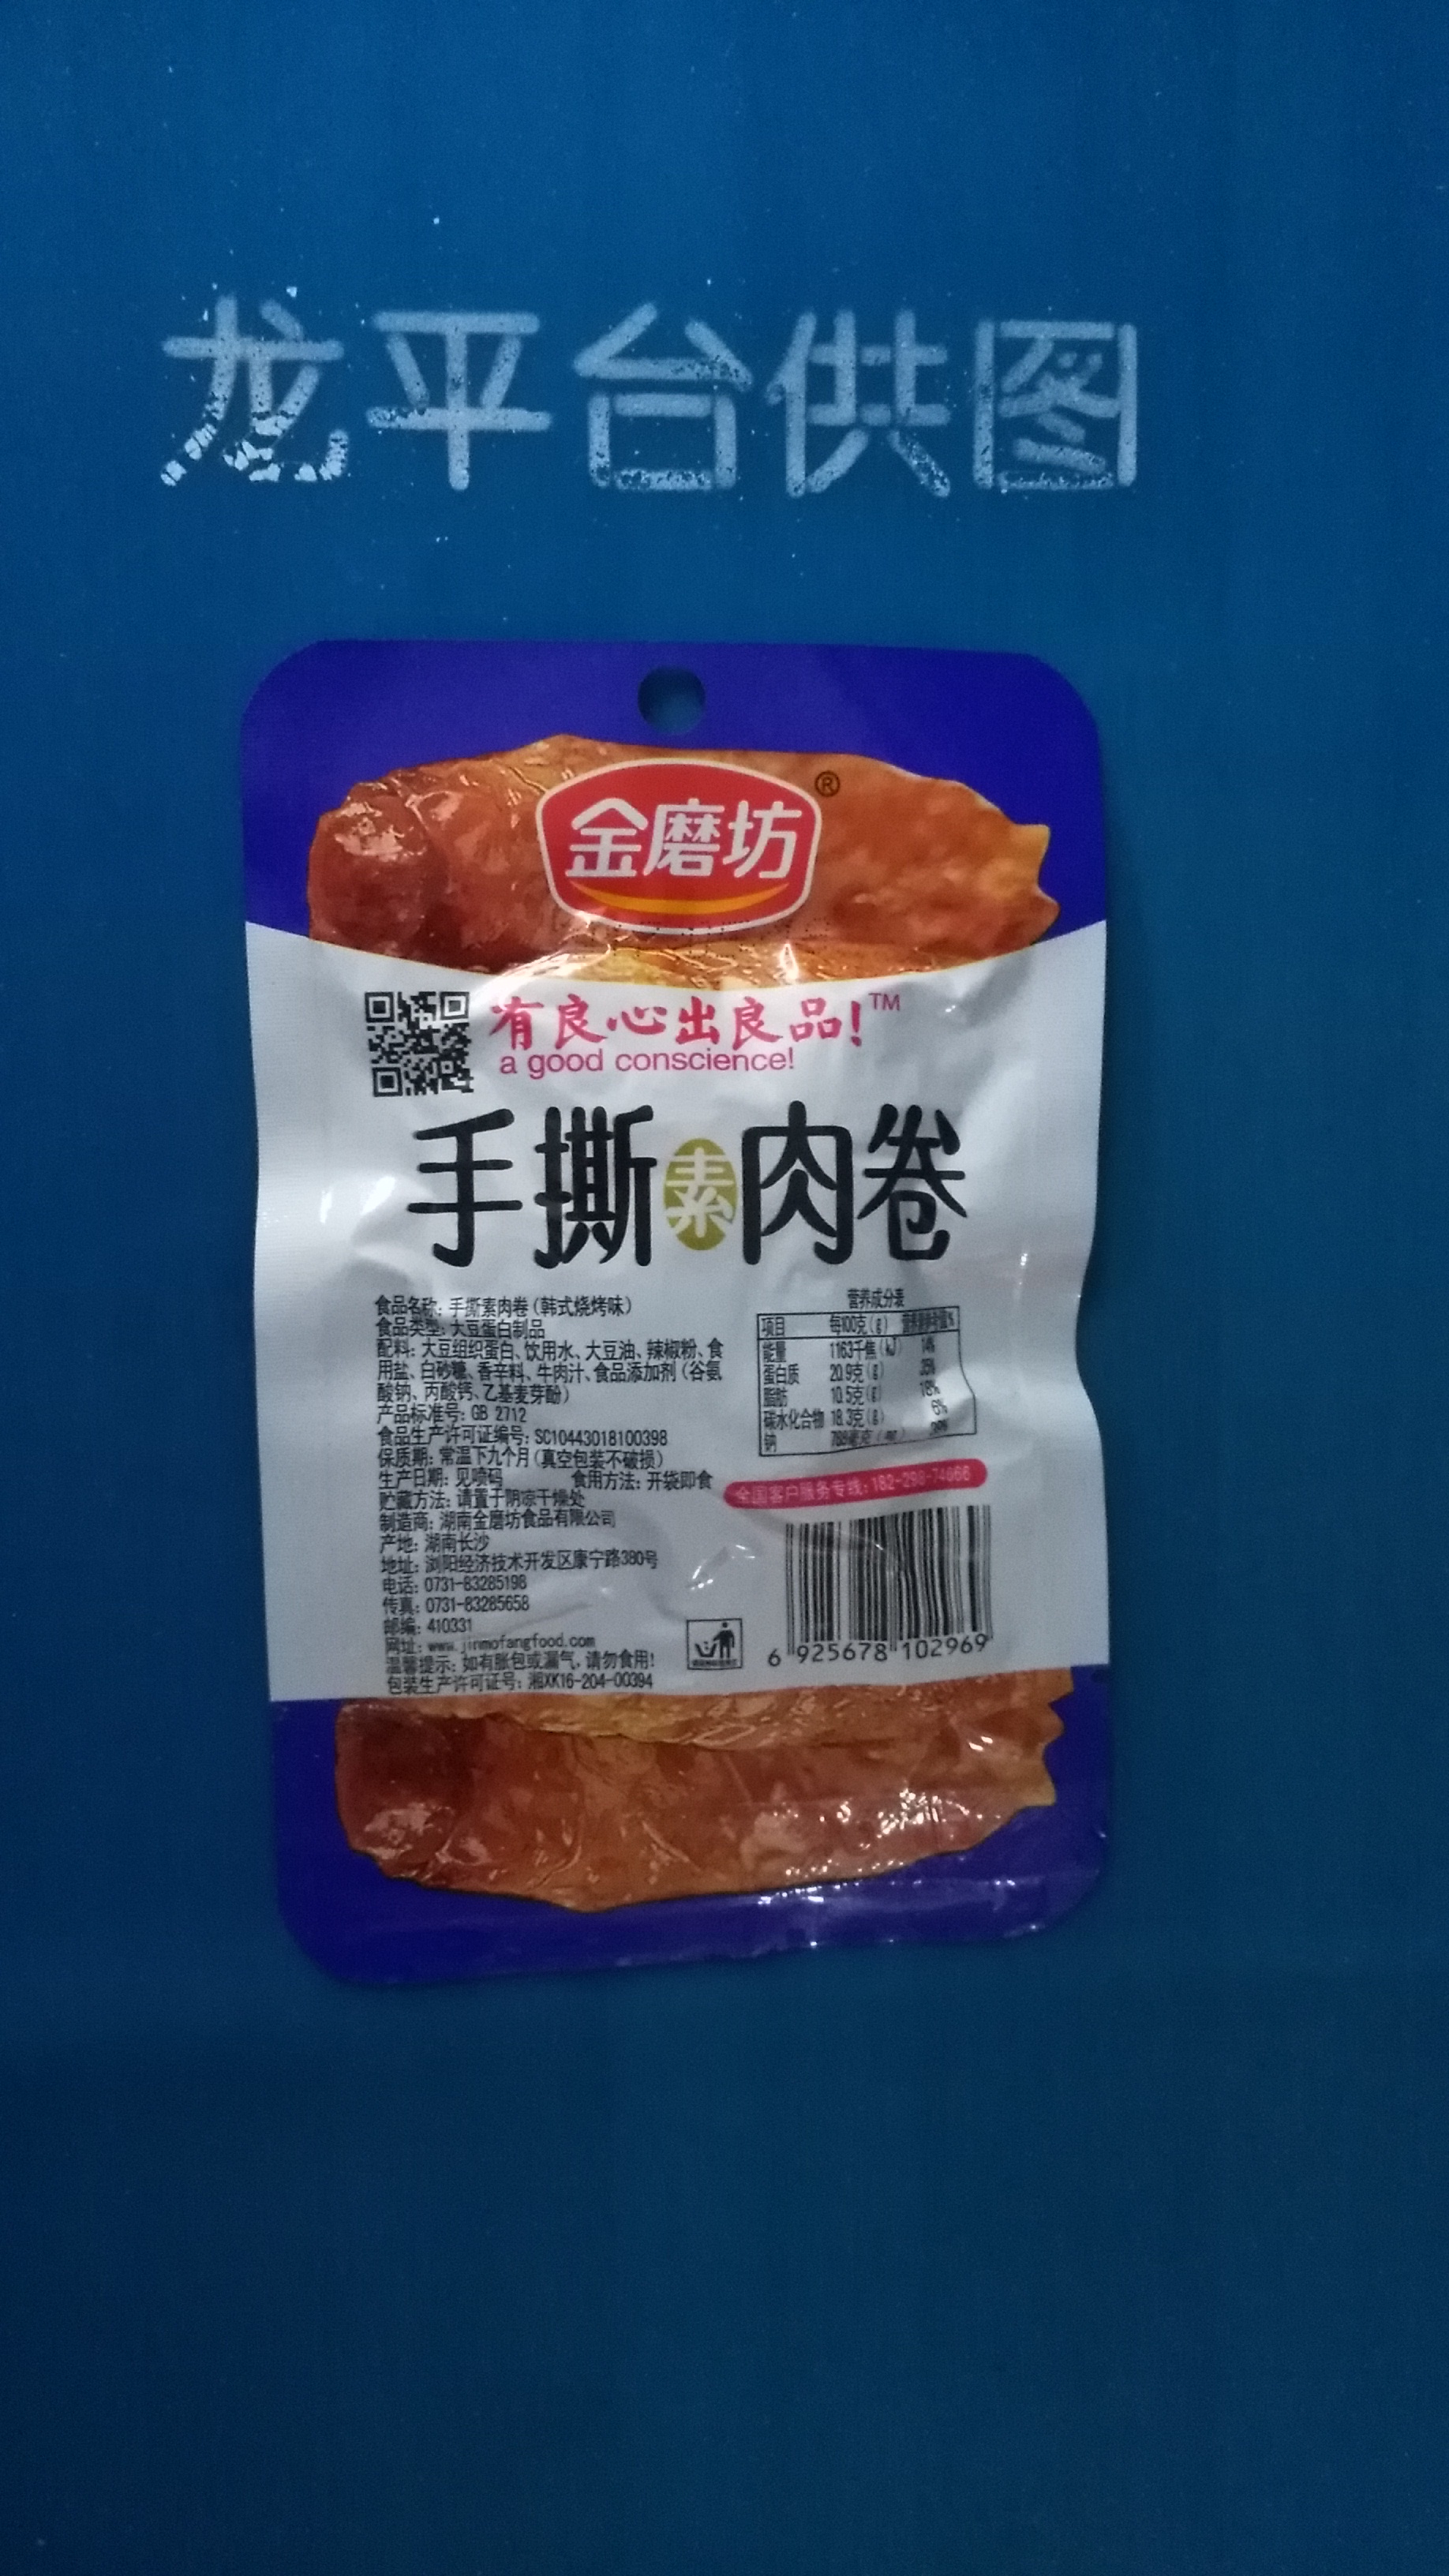 龙平台供图
金磨坊®
有良心出良品!™
a good conscience!
手撕素肉卷
食品名称: 手撕素肉卷(韩式烧烤味)
食品类型: 大豆蛋白制品
配料: 大豆组织蛋白、饮用水、大豆油、辣椒粉、食
用盐、白砂糖、香辛料、牛肉汁、食品添加剂(谷氨
酸钠、丙酸钙、乙基麦芽酚)
产品标准号: GB 2712
食品生产许可证编号: SC10443018100398
保质期: 常温下九个月(真空包装不破损)
生产日期: 见喷码 食用方法: 开袋即食
贮藏方法: 请置于阴凉干燥处
制造商: 湖南金磨坊食品有限公司
产地: 湖南长沙
地址: 浏阳经济技术开发区康宁路380号
电话: 0731-83285198
传真: 0731-83285658
邮编: 410331
网址: www.jinmofangfood.com
温馨提示: 如有胀包或漏气,请勿食用!
包装生产许可证号: 湘XK16-204-00394
营养成分表
项目 每100克(g) 营养素参考值%
能量 1163千焦(kJ) 14%
蛋白质 20.9克(g) 35%
脂肪 10.5克(g) 18%
碳水化合物 18.3克(g) 6%
钠
全国客户服务专线:
6 925678 102969